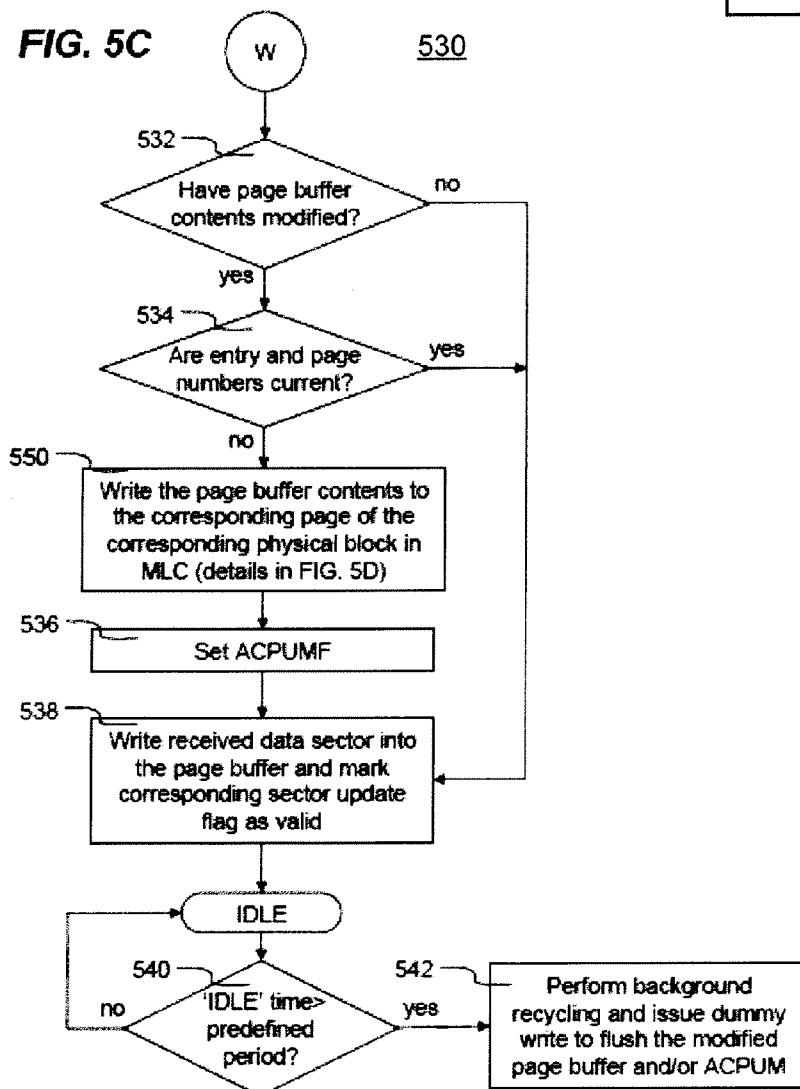 FIG. 5C
W
530
532
Have page buffer
contents modified?
no
yes
534
Are entry and page
numbers current?
yes
no
550
Write the page buffer contents to
the corresponding page of the
corresponding physical block in
MLC (details in FIG. 5D)
536
Set ACPUMF
538
Write received data sector into
the page buffer and mark
corresponding sector update
flag as valid
IDLE
540
'IDLE' time>
predefined
period?
no
yes
542
Perform background
recycling and issue dummy
write to flush the modified
page buffer and/or ACPUM